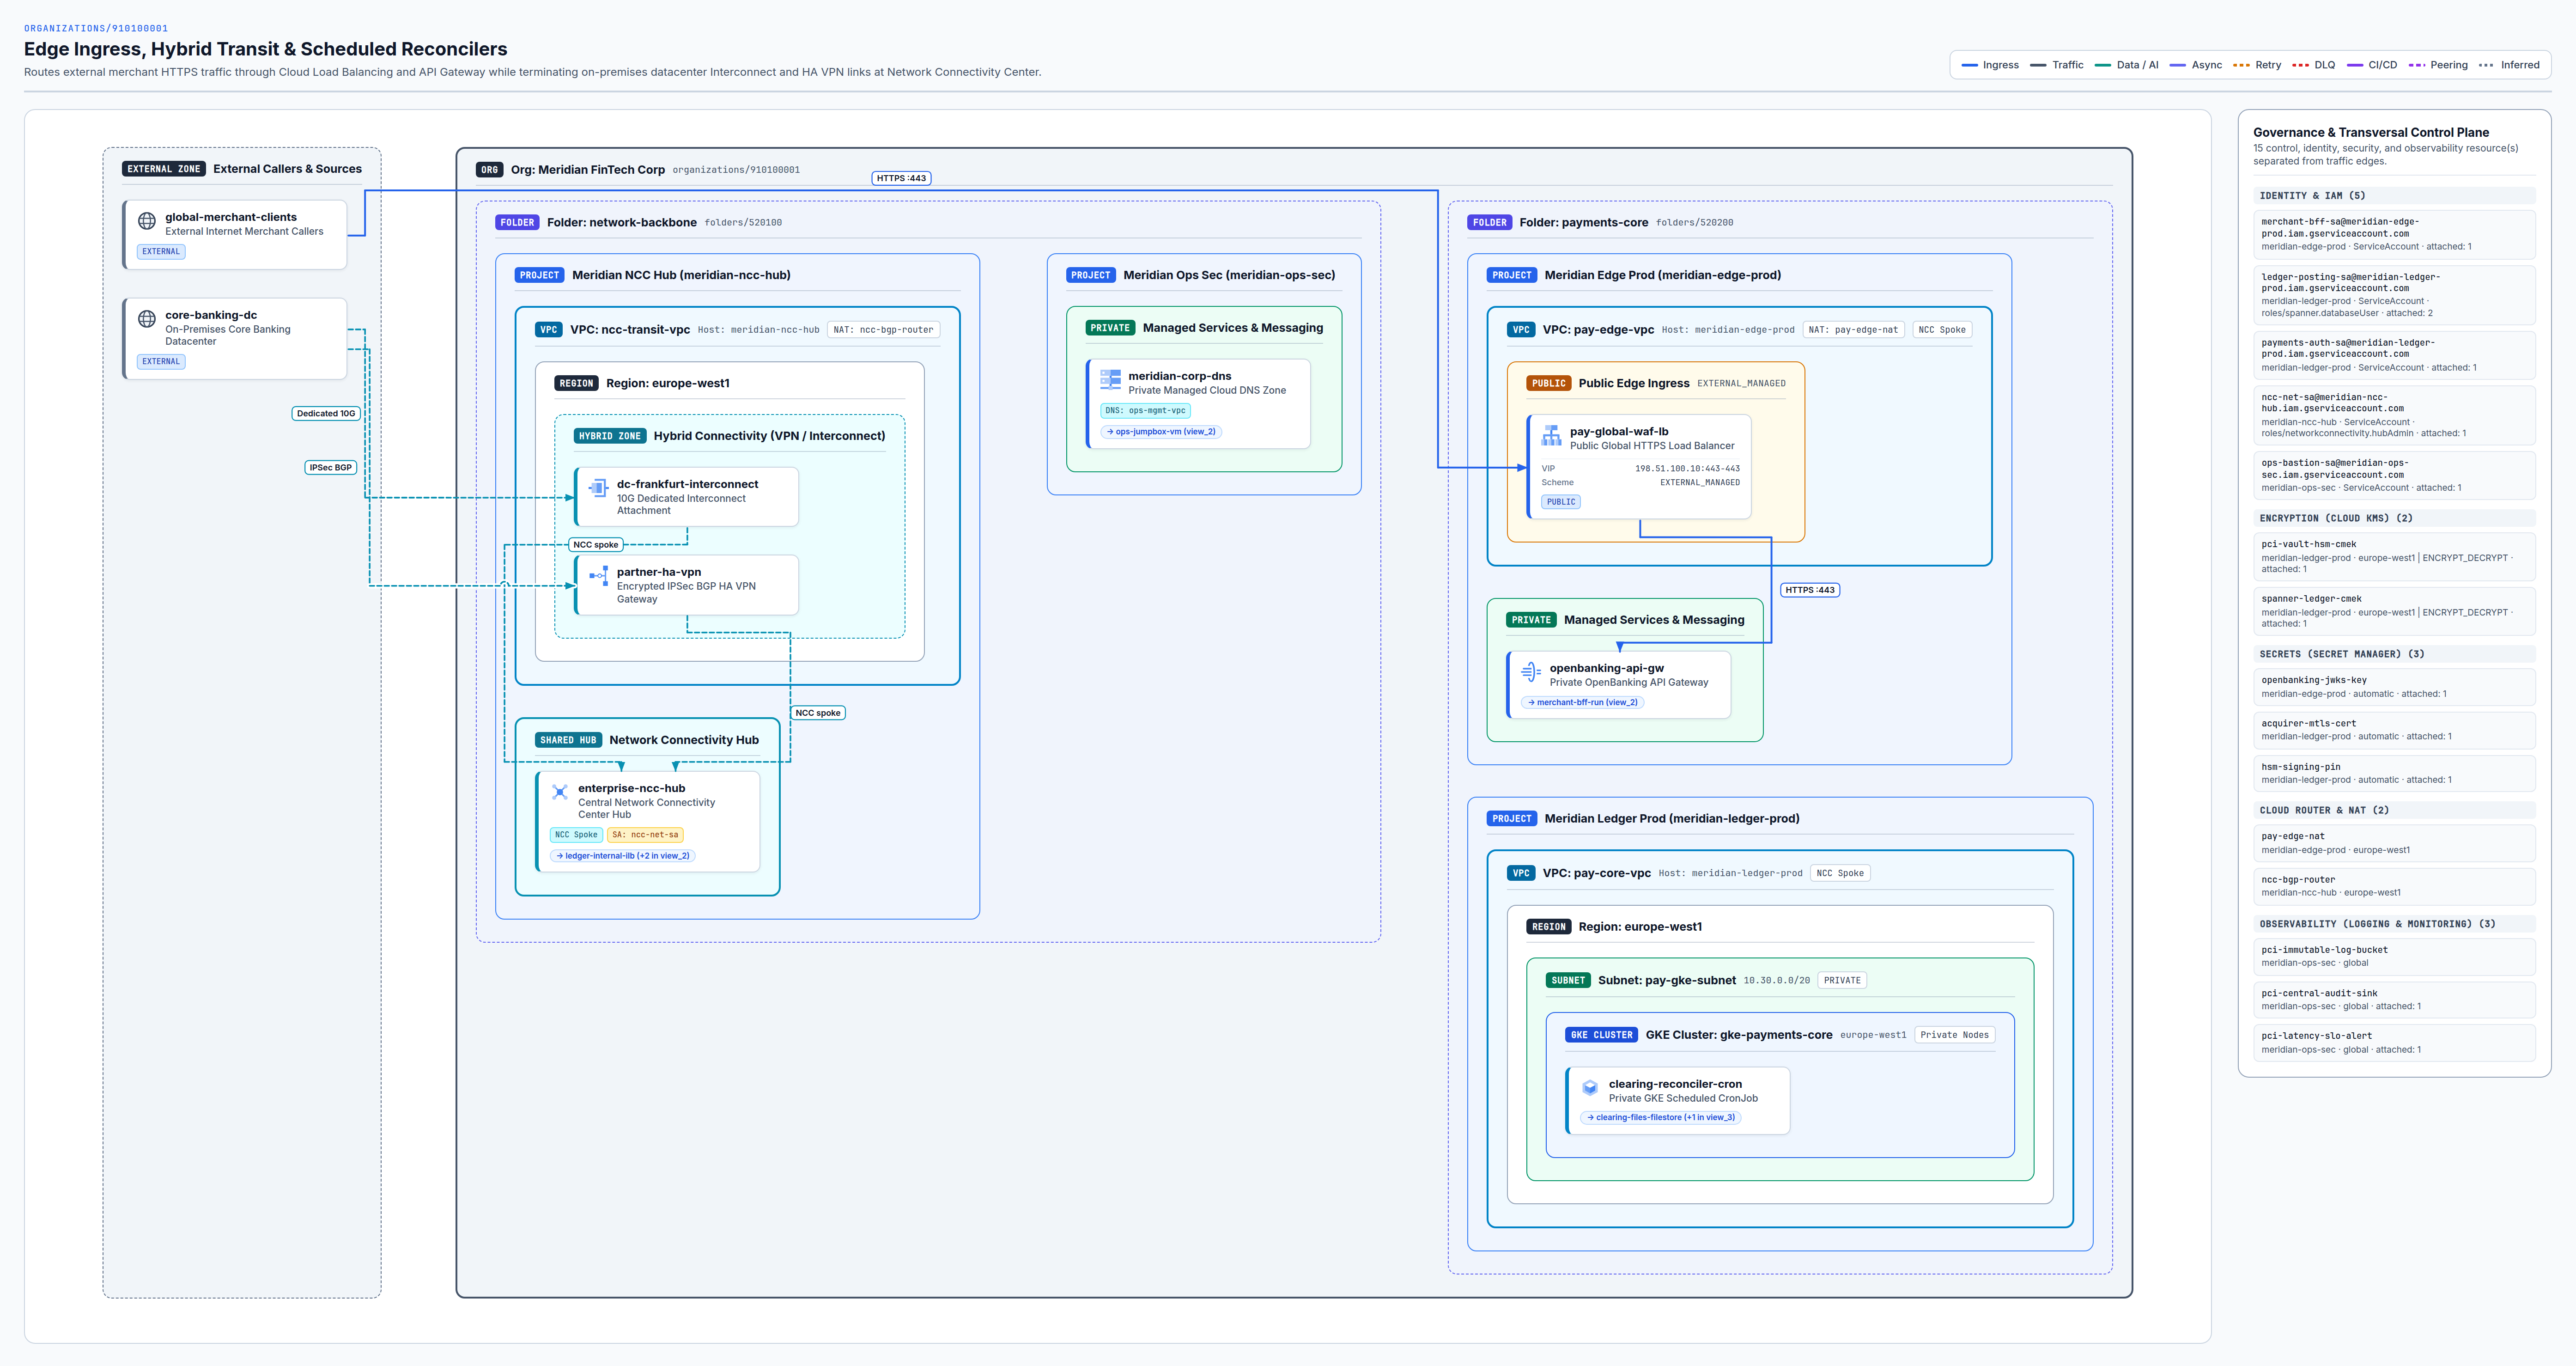 ORGANIZATIONS/910100001
Edge Ingress, Hybrid Transit & Scheduled Reconcilers
Routes external merchant HTTPS traffic through Cloud Load Balancing and API Gateway while terminating on-premises datacenter Interconnect and HA VPN links at Network Connectivity Center.
Ingress Traffic Data / AI Async Retry DLQ CI/CD Peering Inferred
EXTERNAL ZONE External Callers & Sources
global-merchant-clients
External Internet Merchant Callers
EXTERNAL
core-banking-dc
On-Premises Core Banking
Datacenter
EXTERNAL
Dedicated 10G
IPSec BGP
ORG Org: Meridian FinTech Corp organizations/910100001
HTTPS :443
FOLDER Folder: network-backbone folders/520100
PROJECT Meridian NCC Hub (meridian-ncc-hub)
VPC VPC: ncc-transit-vpc Host: meridian-ncc-hub NAT: ncc-bgp-router
REGION Region: europe-west1
HYBRID ZONE Hybrid Connectivity (VPN / Interconnect)
dc-frankfurt-interconnect
10G Dedicated Interconnect
Attachment
NCC spoke
partner-ha-vpn
Encrypted IPSec BGP HA VPN
Gateway
NCC spoke
SHARED HUB Network Connectivity Hub
enterprise-ncc-hub
Central Network Connectivity
Center Hub
NCC Spoke SA: ncc-net-sa
→ ledger-internal-ilb (+2 in view_2)
PROJECT Meridian Ops Sec (meridian-ops-sec)
PRIVATE Managed Services & Messaging
meridian-corp-dns
Private Managed Cloud DNS Zone
DNS: ops-mgmt-vpc
→ ops-jumpbox-vm (view_2)
FOLDER Folder: payments-core folders/520200
PROJECT Meridian Edge Prod (meridian-edge-prod)
VPC VPC: pay-edge-vpc Host: meridian-edge-prod NAT: pay-edge-nat NCC Spoke
PUBLIC Public Edge Ingress EXTERNAL_MANAGED
pay-global-waf-lb
Public Global HTTPS Load Balancer
VIP 198.51.100.10:443-443
Scheme EXTERNAL_MANAGED
PUBLIC
HTTPS :443
PRIVATE Managed Services & Messaging
openbanking-api-gw
Private OpenBanking API Gateway
→ merchant-bff-run (view_2)
PROJECT Meridian Ledger Prod (meridian-ledger-prod)
VPC VPC: pay-core-vpc Host: meridian-ledger-prod NCC Spoke
REGION Region: europe-west1
SUBNET Subnet: pay-gke-subnet 10.30.0.0/20 PRIVATE
GKE CLUSTER GKE Cluster: gke-payments-core europe-west1 Private Nodes
clearing-reconciler-cron
Private GKE Scheduled CronJob
→ clearing-files-filestore (+1 in view_3)
Governance & Transversal Control Plane
15 control, identity, security, and observability resource(s)
separated from traffic edges.
IDENTITY & IAM (5)
merchant-bff-sa@meridian-edge-
prod.iam.gserviceaccount.com
meridian-edge-prod · ServiceAccount · attached: 1
ledger-posting-sa@meridian-ledger-
prod.iam.gserviceaccount.com
meridian-ledger-prod · ServiceAccount ·
roles/spanner.databaseUser · attached: 2
payments-auth-sa@meridian-ledger-
prod.iam.gserviceaccount.com
meridian-ledger-prod · ServiceAccount · attached: 1
ncc-net-sa@meridian-ncc-
hub.iam.gserviceaccount.com
meridian-ncc-hub · ServiceAccount ·
roles/networkconnectivity.hubAdmin · attached: 1
ops-bastion-sa@meridian-ops-
sec.iam.gserviceaccount.com
meridian-ops-sec · ServiceAccount · attached: 1
ENCRYPTION (CLOUD KMS) (2)
pci-vault-hsm-cmek
meridian-ledger-prod · europe-west1 | ENCRYPT_DECRYPT ·
attached: 1
spanner-ledger-cmek
meridian-ledger-prod · europe-west1 | ENCRYPT_DECRYPT ·
attached: 1
SECRETS (SECRET MANAGER) (3)
openbanking-jwks-key
meridian-edge-prod · automatic · attached: 1
acquirer-mtls-cert
meridian-ledger-prod · automatic · attached: 1
hsm-signing-pin
meridian-ledger-prod · automatic · attached: 1
CLOUD ROUTER & NAT (2)
pay-edge-nat
meridian-edge-prod · europe-west1
ncc-bgp-router
meridian-ncc-hub · europe-west1
OBSERVABILITY (LOGGING & MONITORING) (3)
pci-immutable-log-bucket
meridian-ops-sec · global
pci-central-audit-sink
meridian-ops-sec · global · attached: 1
pci-latency-slo-alert
meridian-ops-sec · global · attached: 1